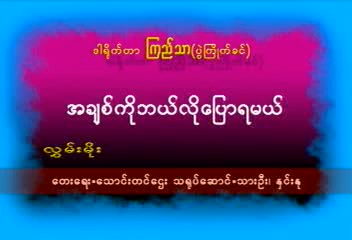 ဒါရိုက်တာ ကြည်သာ(ပွဲကြိုက်ခင်)
အချစ်ကိုဘယ်လိုပြောရမယ်
လွှမ်းမိုး
တေးရေး-သောင်းတင်ဌေး သရုပ်ဆောင်-သားဦး၊ နှင်းနု